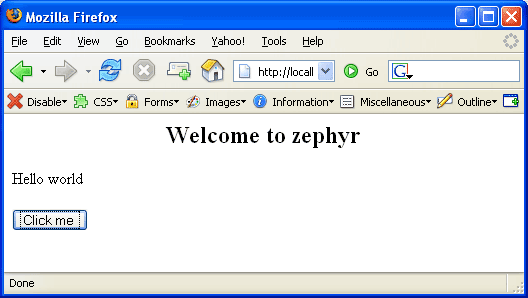 Mozilla Firefox
File Edit View Go Bookmarks Yahoo! Tools Help
http://locall Go G
Disable CSS Forms Images Information Miscellaneous Outline
Welcome to zephyr
Hello world
Click me
Done